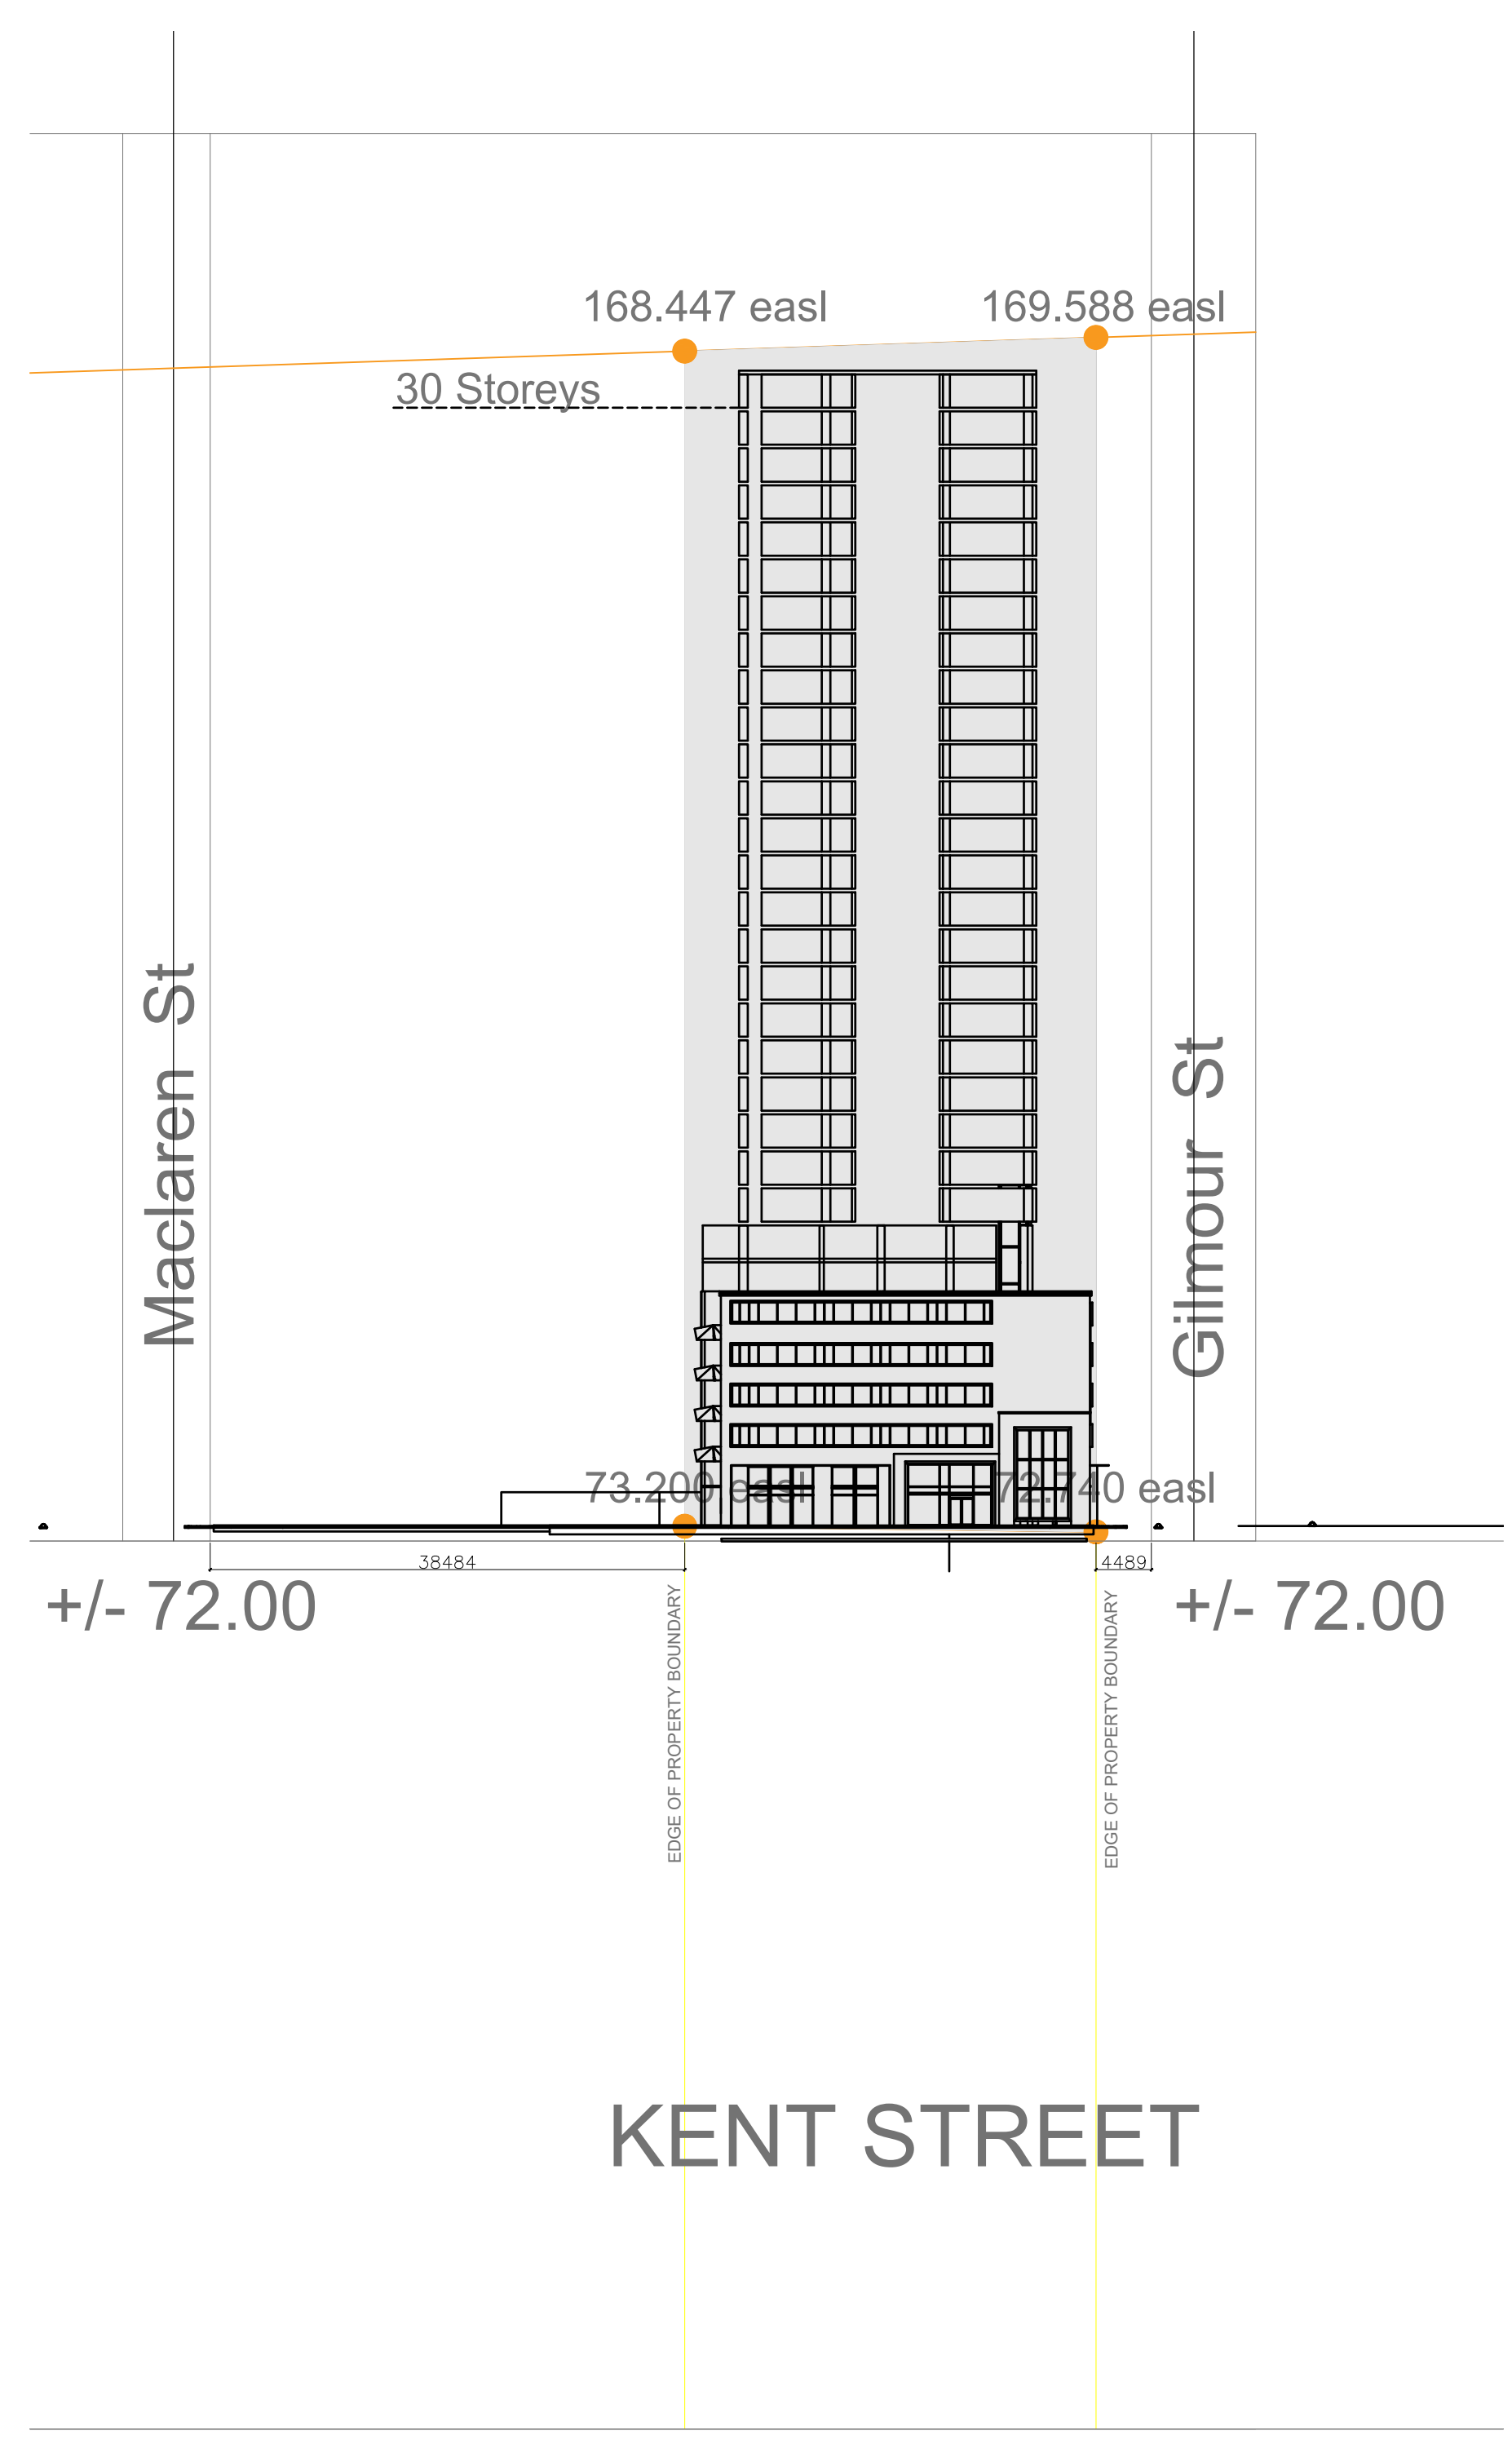 168.447 easl
169.588 easl
30 Storeys
Maclaren St
Gilmour St
73.200 easl
72.740 easl
38484
4489
+/- 72.00
+/- 72.00
EDGE OF PROPERTY BOUNDARY
EDGE OF PROPERTY BOUNDARY
KENT STREET